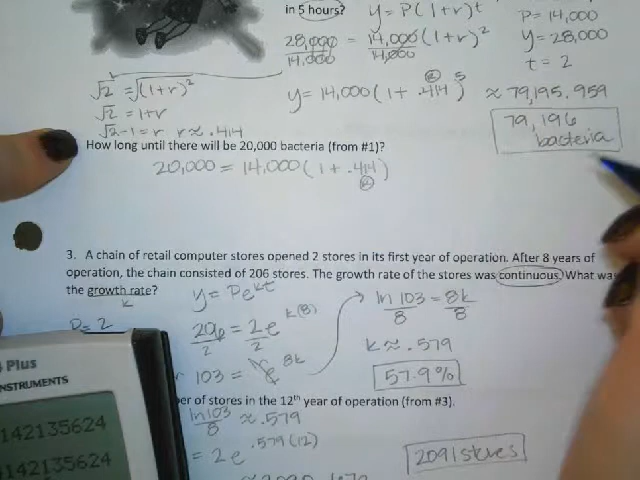 in 5 hours? y = P(1+r)^t
P = 14,000
28,000/14,000 = 14,000/14,000 (1+r)^2
y = 28,000
t = 2
√2 = √(1+r)^2
y = 14,000(1 + .414)^5 ≈ 79,195.959
√2 = 1+r
√2-1 = r r ≈ .414
79,196
bacteria
How long until there will be 20,000 bacteria (from #1)?
20,000 = 14,000(1 + .414)
3. A chain of retail computer stores opened 2 stores in its first year of operation. After 8 years of
operation, the chain consisted of 206 stores. The growth rate of the stores was continuous. What
the growth rate?
k
y = Pe^kt
P = 2
206/2 = 2e^k(8)/2
103 = e^8k
ln 103/8 = 8k/8
k ≈ .579
57.9%
er of stores in the 12th year of operation (from #3).
ln 103/8 ≈ .579
= 2e^.579(12)
2091 stores
Plus
INSTRUMENTS
142135624
142135624